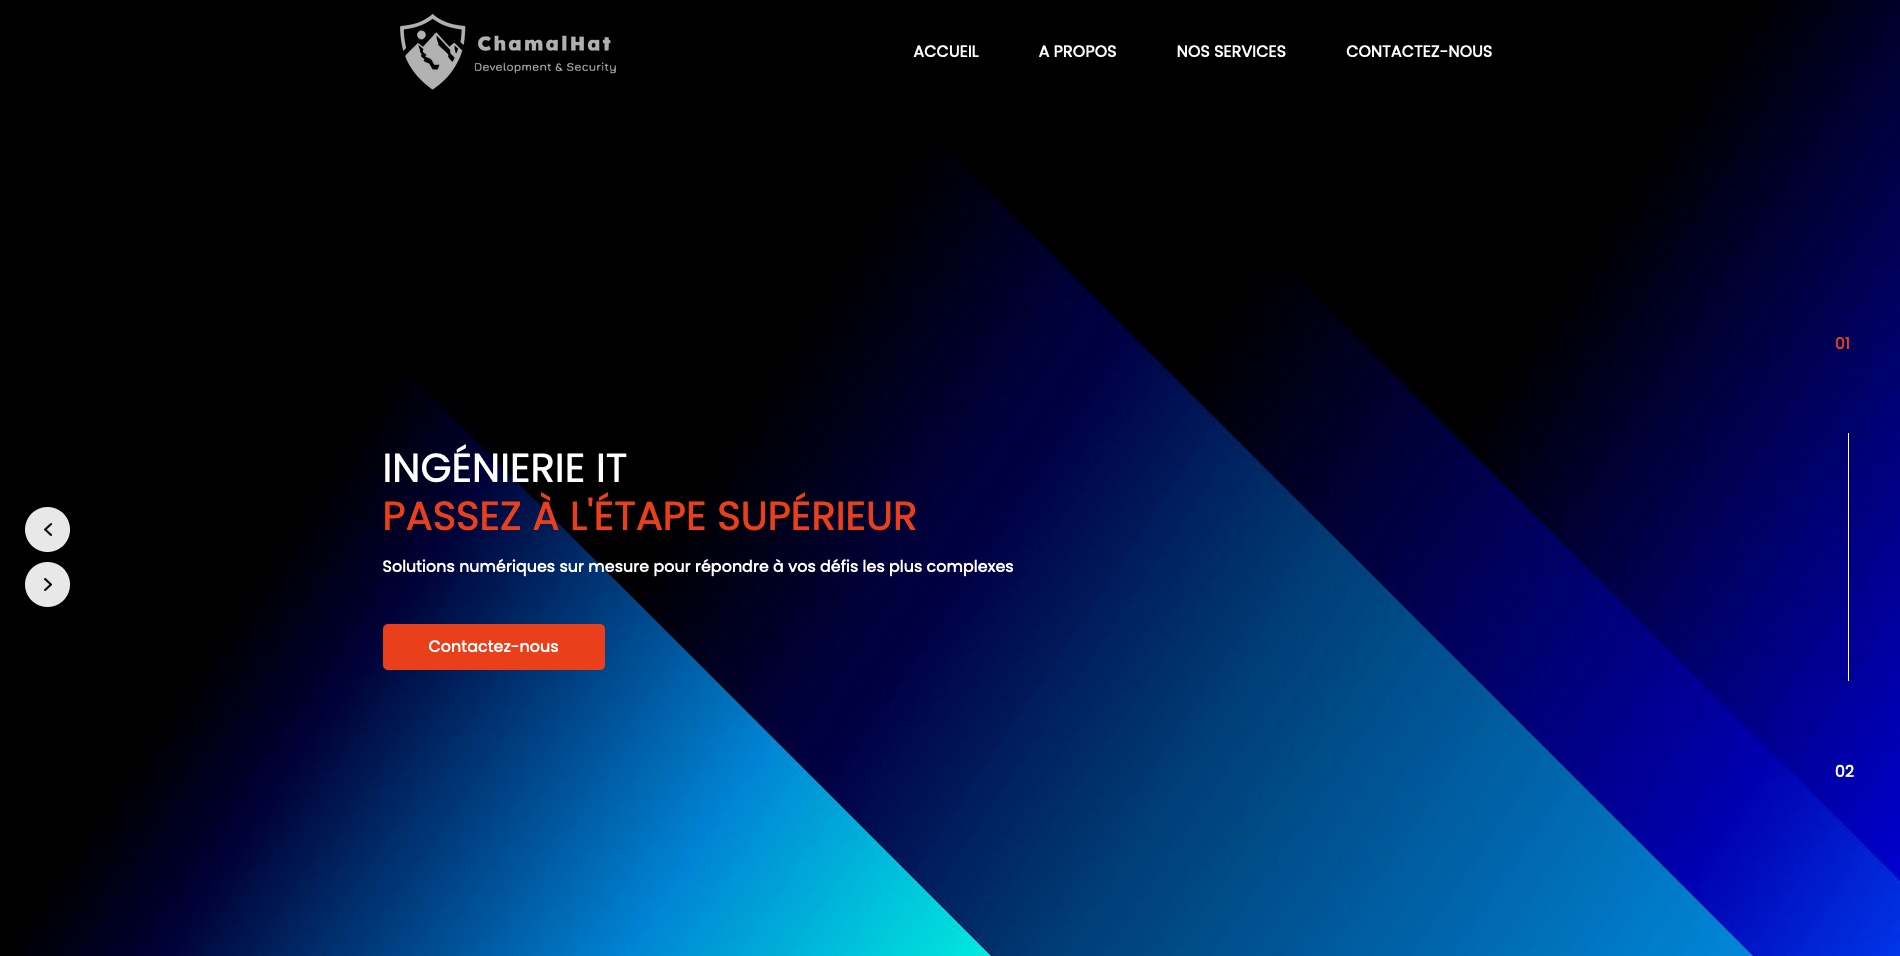 ChamalHat
Development & Security
ACCUEIL
A PROPOS
NOS SERVICES
CONTACTEZ-NOUS
01
INGÉNIERIE IT
PASSEZ À L'ÉTAPE SUPÉRIEUR
Solutions numériques sur mesure pour répondre à vos défis les plus complexes
Contactez-nous
02